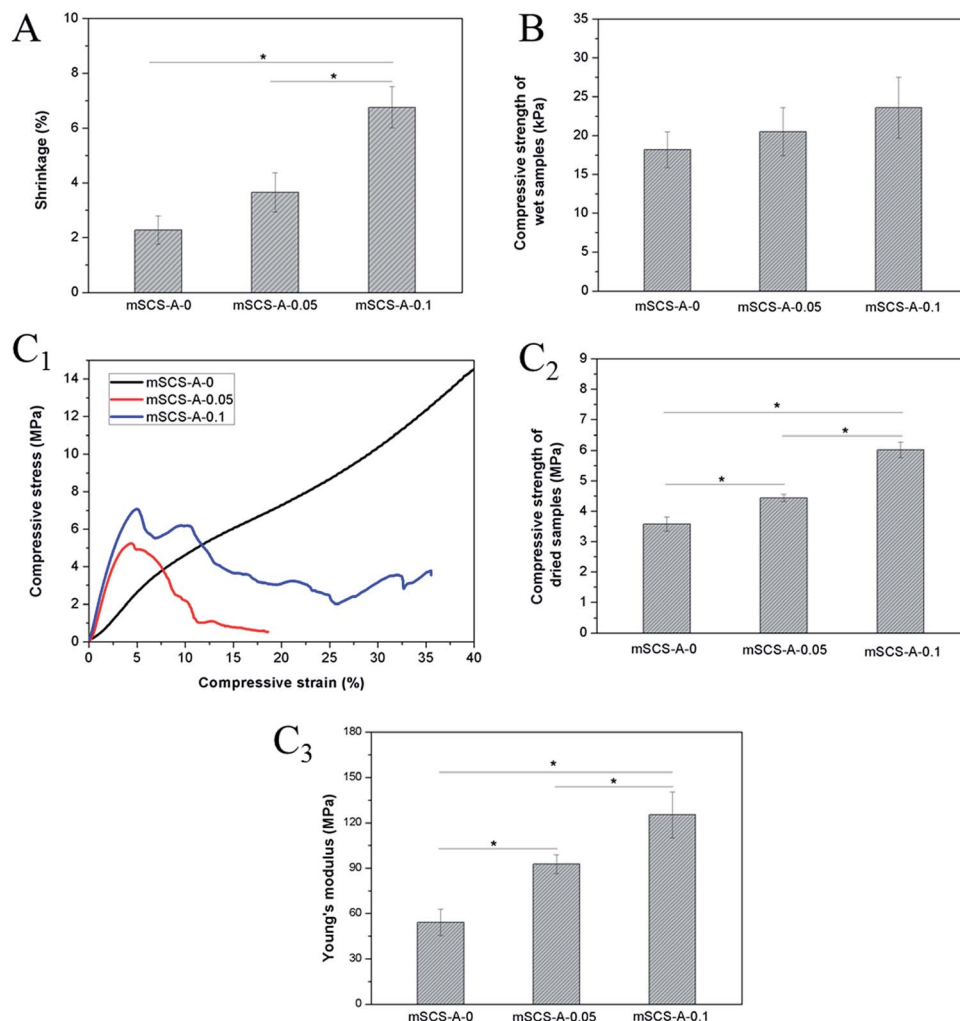 A
Shrinkage (%)
10
8
6
4
2
0
*
*
mSCS-A-0 mSCS-A-0.05 mSCS-A-0.1
B
Compressive strength of
wet samples (kPa)
35
30
25
20
15
10
5
0
mSCS-A-0 mSCS-A-0.05 mSCS-A-0.1
C1
Compressive stress (MPa)
14
12
10
8
6
4
2
0
mSCS-A-0
mSCS-A-0.05
mSCS-A-0.1
0 5 10 15 20 25 30 35 40
Compressive strain (%)
C2
Compressive strength of
dried samples (MPa)
9
8
7
6
5
4
3
2
1
0
*
*
*
mSCS-A-0 mSCS-A-0.05 mSCS-A-0.1
C3
Young's modulus (MPa)
180
150
120
90
60
30
0
*
*
*
mSCS-A-0 mSCS-A-0.05 mSCS-A-0.1